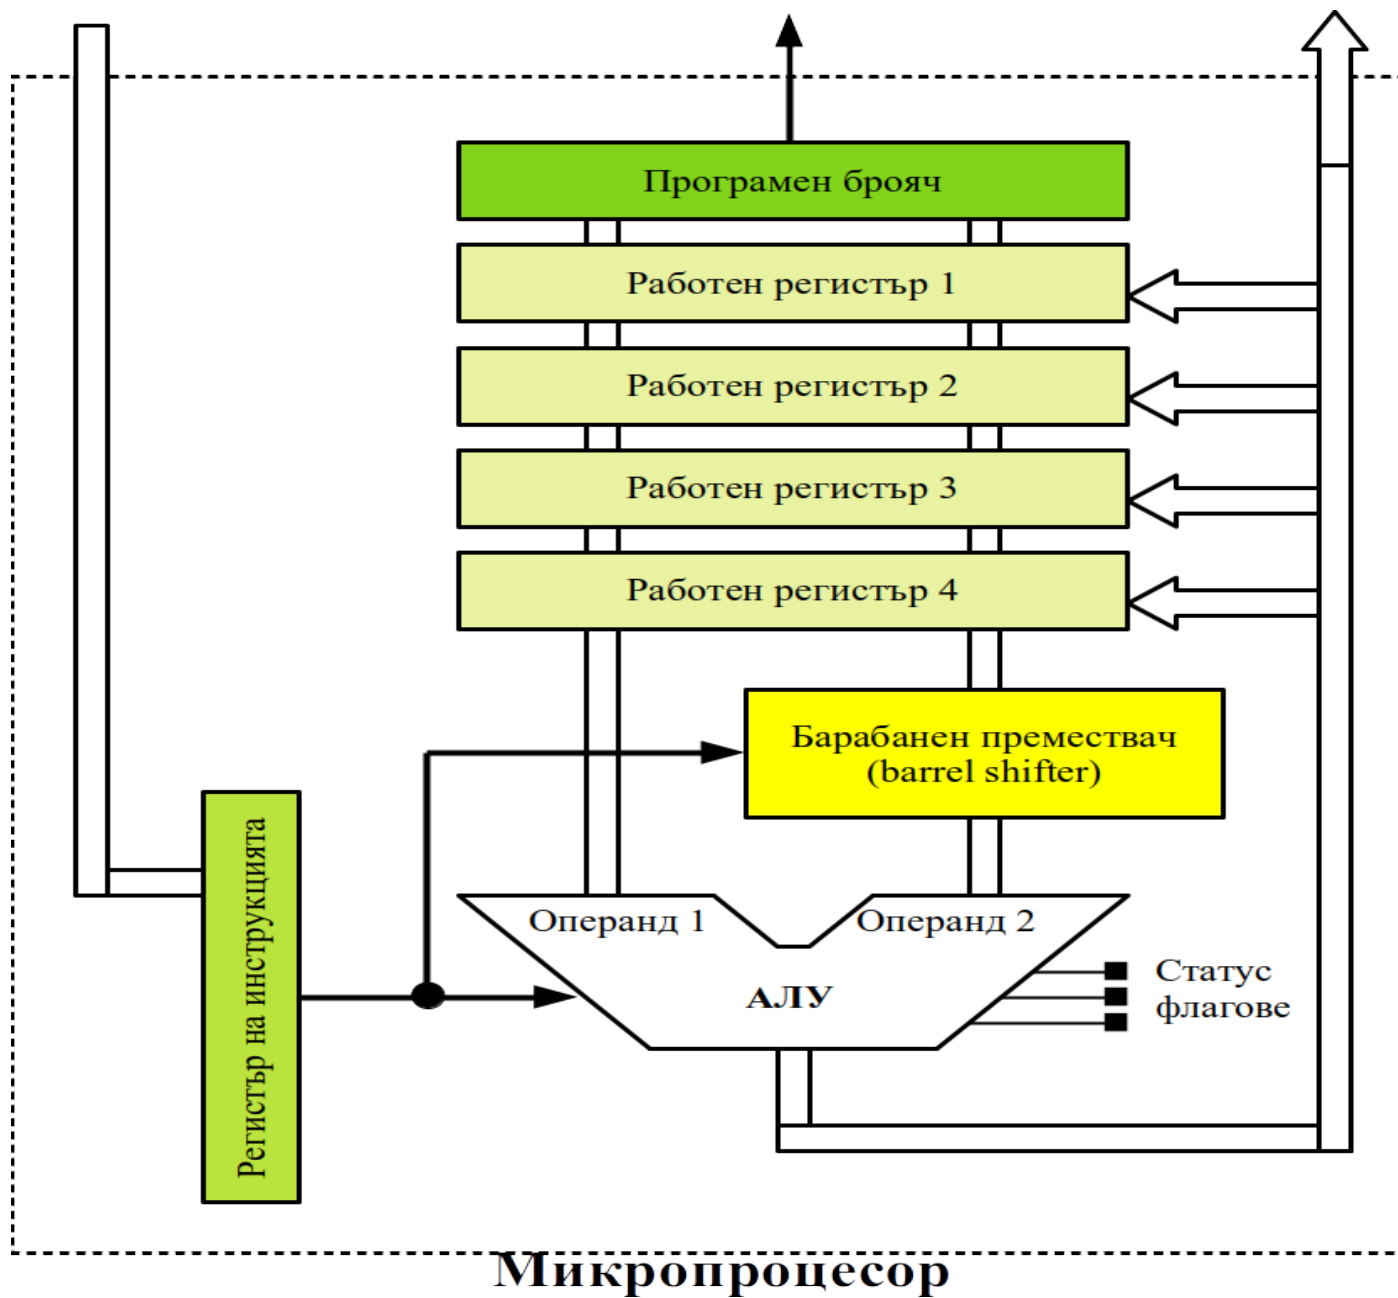 Програмен брояч
Работен регистър 1
Работен регистър 2
Работен регистър 3
Работен регистър 4
Барабанен премествач
(barrel shifter)
Регистър на инструкцията
Операнд 1
Операнд 2
АЛУ
Статус
флагове
Микропроцесор